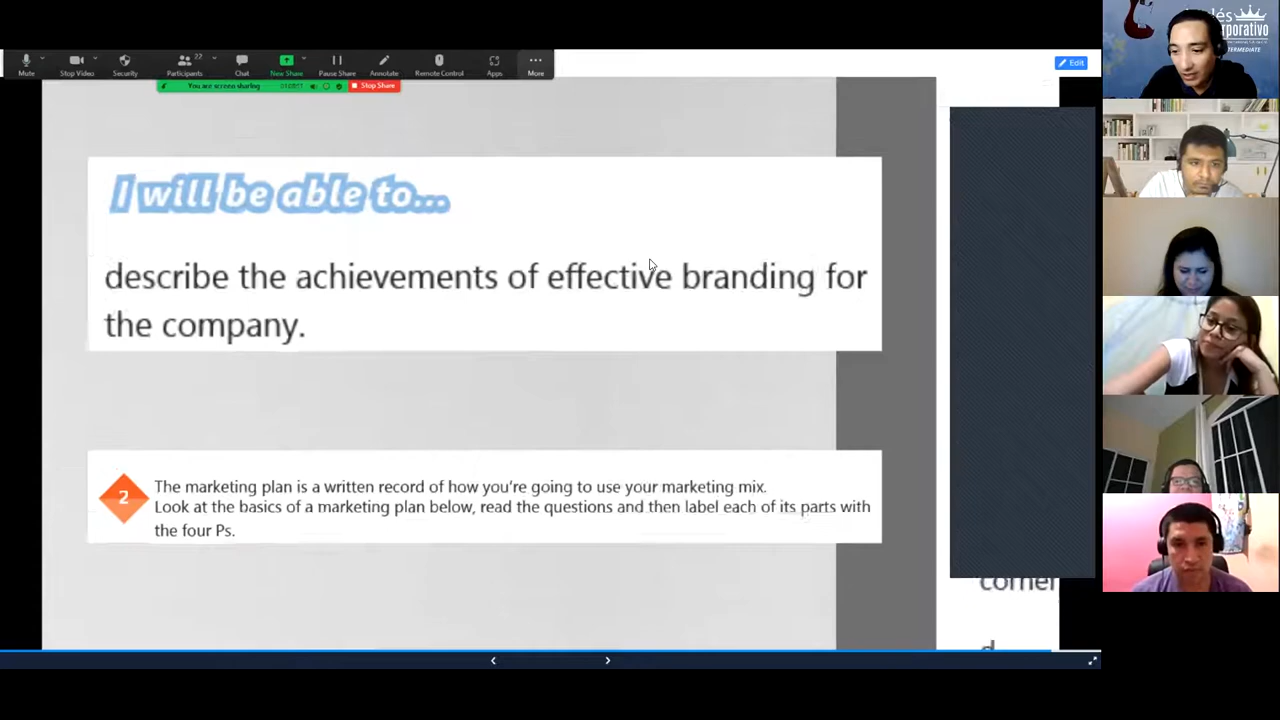 Mute
Stop Video
Security
22
Participants
Chat
New Share
Pause Share
Annotate
Remote Control
Apps
More
You are screen sharing
Stop Share
Edit
I will be able to...
describe the achievements of effective branding for
the company.
2
The marketing plan is a written record of how you're going to use your marketing mix.
Look at the basics of a marketing plan below, read the questions and then label each of its parts with
the four Ps.